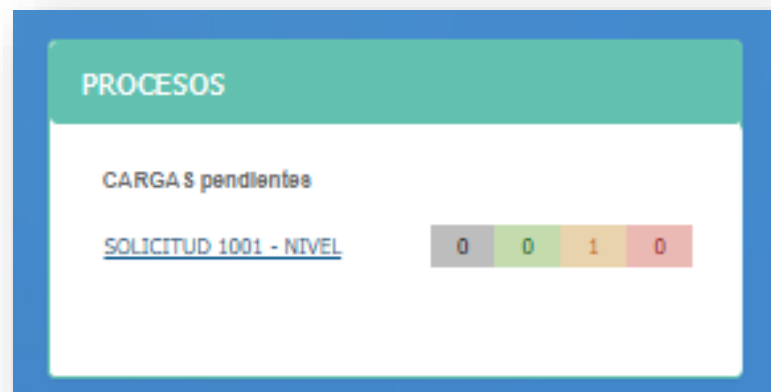 PROCESOS
CARGAS pendientes
SOLICITUD 1001 - NIVEL 0 0 1 0